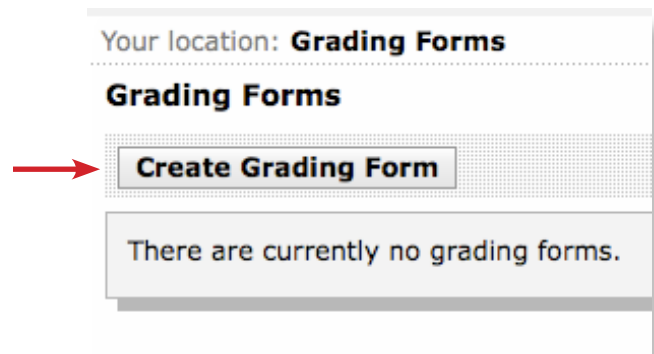 Your location: Grading Forms
Grading Forms
Create Grading Form
There are currently no grading forms.